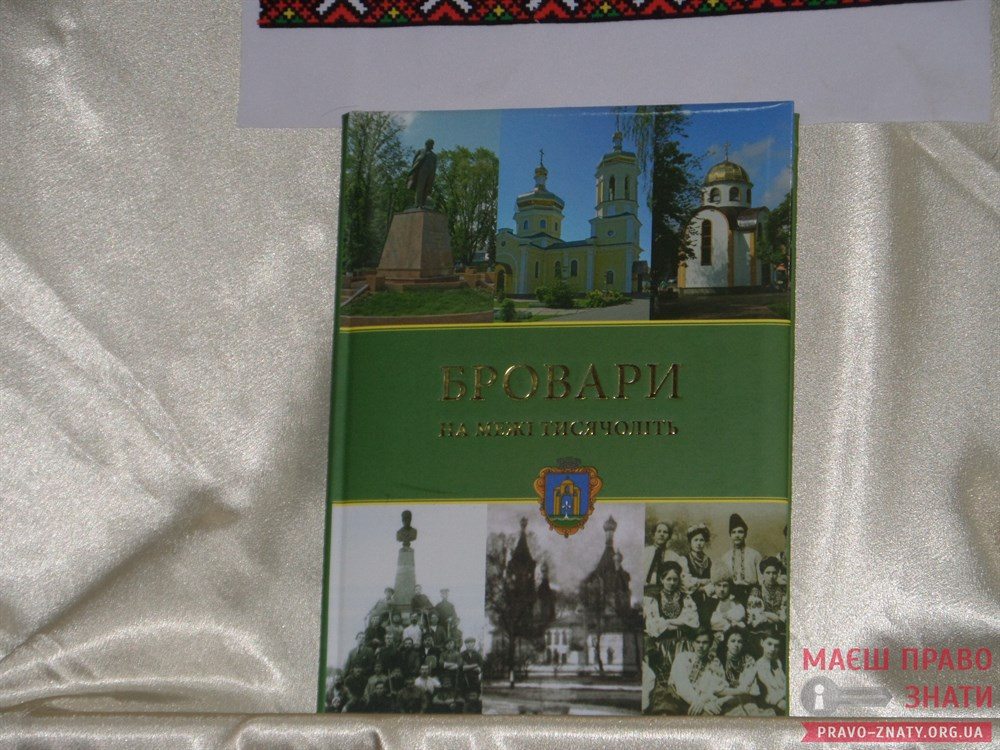 БРОВАРИ
НА МЕЖІ ТИСЯЧОЛІТЬ
МАЄШ ПРАВО
ЗНАТИ
PRAVO-ZNATY.ORG.UA